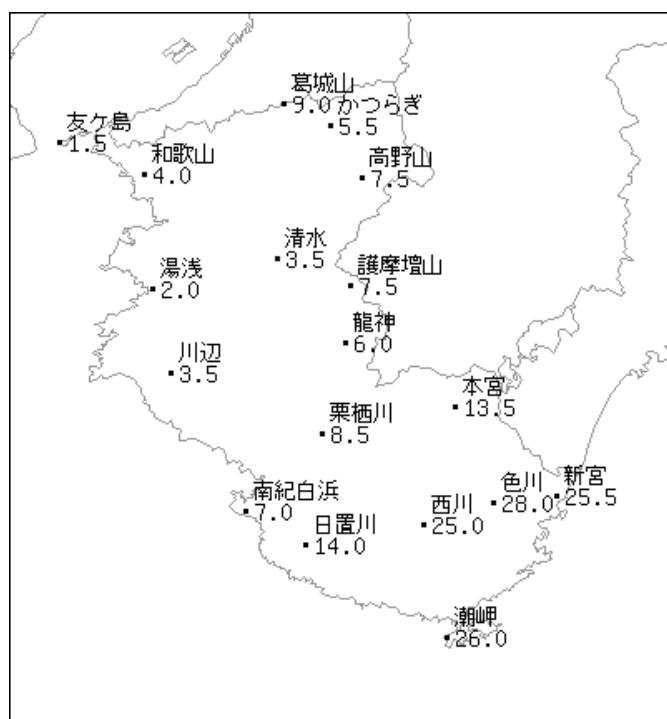 葛城山
9.0
かつらぎ
5.5
友ケ島
1.5
和歌山
4.0
高野山
7.5
清水
3.5
護摩壇山
7.5
湯浅
2.0
龍神
6.0
川辺
3.5
本宮
13.5
栗栖川
8.5
新宮
25.5
色川
28.0
南紀白浜
7.0
西川
25.0
日置川
14.0
潮岬
26.0